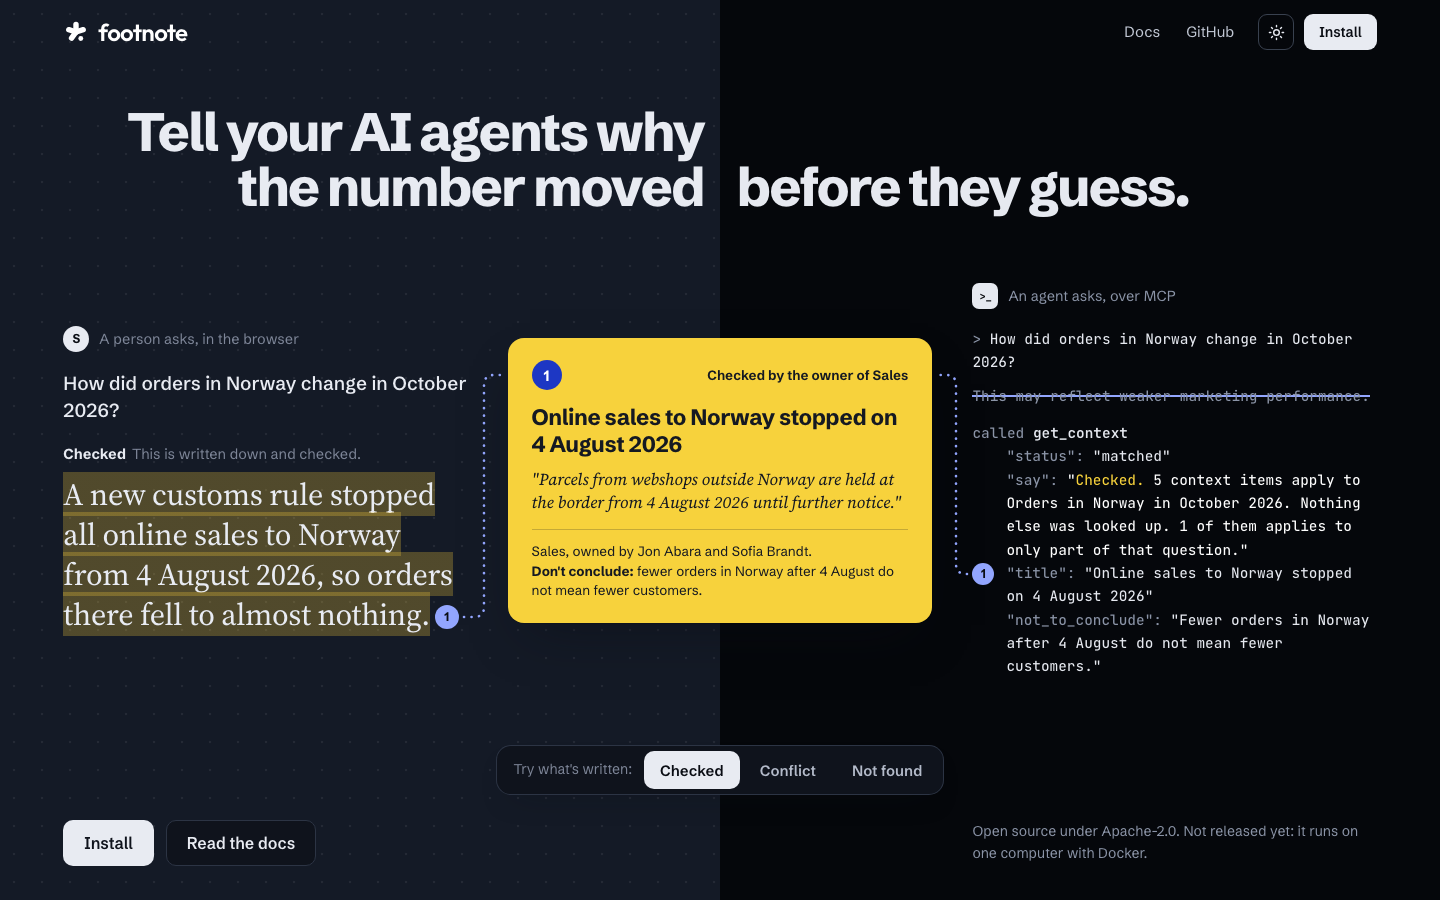 footnote
Docs
GitHub
Install
Tell your AI agents why
the number moved
before they guess.
S
A person asks, in the browser
How did orders in Norway change in October
2026?
Checked This is written down and checked.
A new customs rule stopped
all online sales to Norway
from 4 August 2026, so orders
there fell to almost nothing.
1
1
Checked by the owner of Sales
Online sales to Norway stopped on
4 August 2026
"Parcels from webshops outside Norway are held at
the border from 4 August 2026 until further notice."
Sales, owned by Jon Abara and Sofia Brandt.
Don't conclude: fewer orders in Norway after 4 August do
not mean fewer customers.
>_
An agent asks, over MCP
> How did orders in Norway change in October
2026?
This may reflect weaker marketing performance.
called get_context
"status": "matched"
"say": "Checked. 5 context items apply to
Orders in Norway in October 2026. Nothing
else was looked up. 1 of them applies to
only part of that question."
1
"title": "Online sales to Norway stopped
on 4 August 2026"
"not_to_conclude": "Fewer orders in Norway
after 4 August do not mean fewer
customers."
Try what's written:
Checked
Conflict
Not found
Install
Read the docs
Open source under Apache-2.0. Not released yet: it runs on
one computer with Docker.